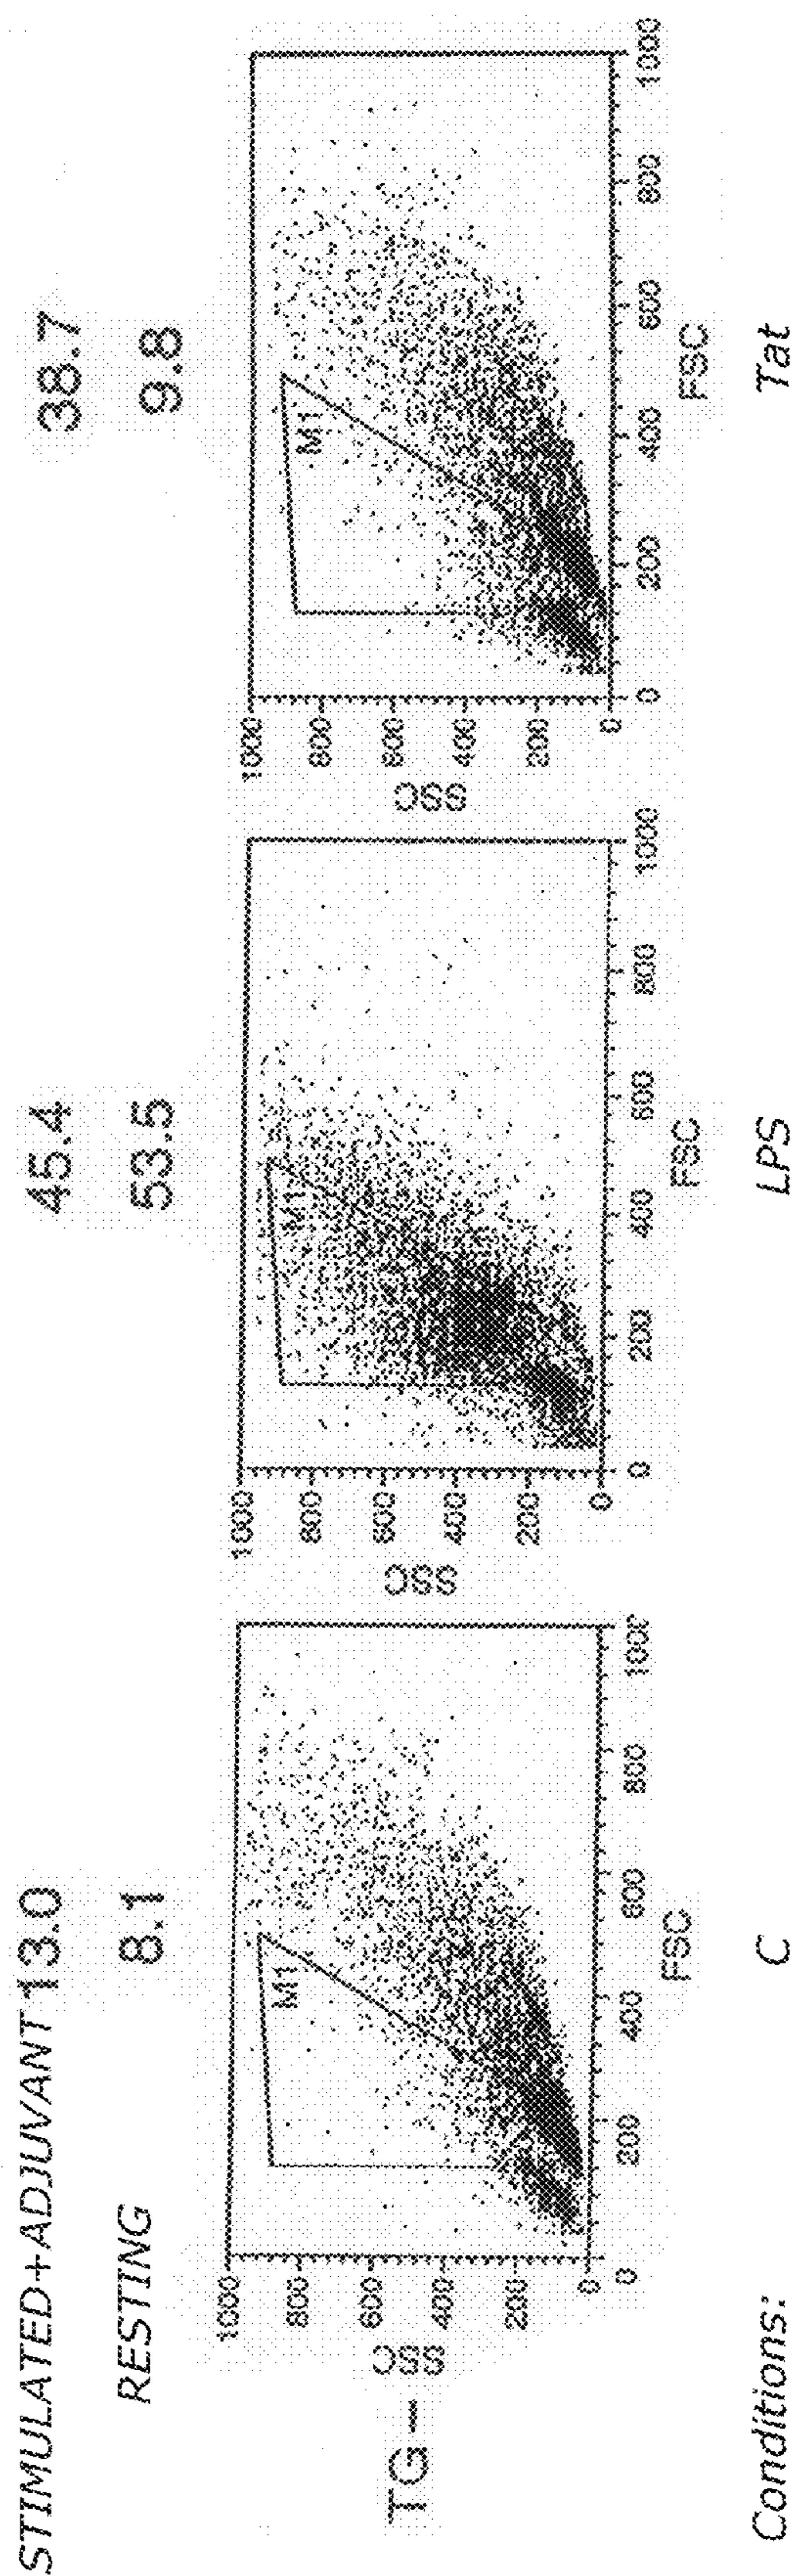 STIMULATED+ADJUVANT 13.0 45.4 38.7
RESTING 8.1 53.5 9.8
TG-
SSC
1000
800
600
400
200
0
M1
0 200 400 600 800 1000
FSC
SSC
1000
800
600
400
200
0
M1
0 200 400 600 800 1000
FSC
SSC
1000
800
600
400
200
0
M1
0 200 400 600 800 1000
FSC
Conditions: C LPS Tat